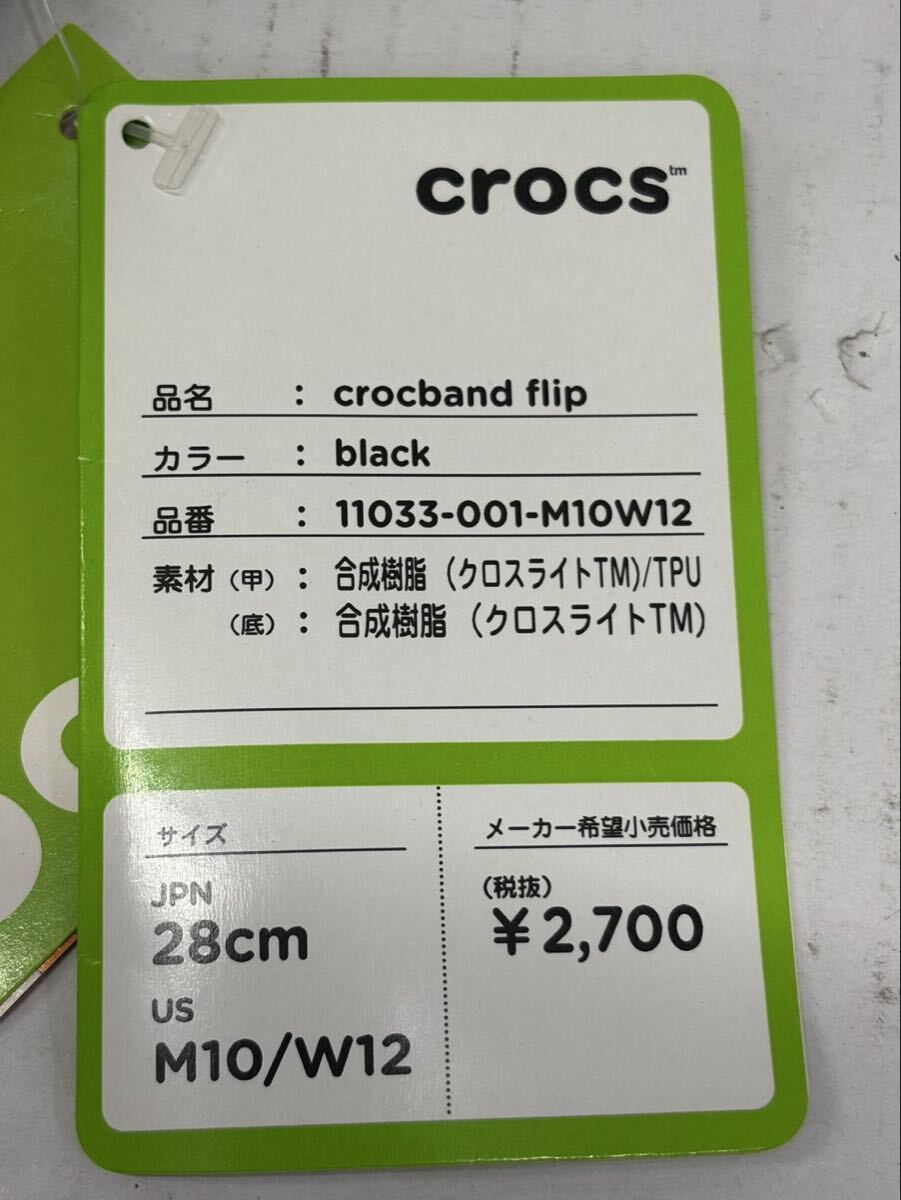 crocs™
品名 : crocband flip
カラー : black
品番 : 11033-001-M10W12
素材（甲）: 合成樹脂（クロスライトTM)/TPU
（底）: 合成樹脂（クロスライトTM)
サイズ
JPN
28cm
US
M10/W12
メーカー希望小売価格
（税抜）
¥2,700